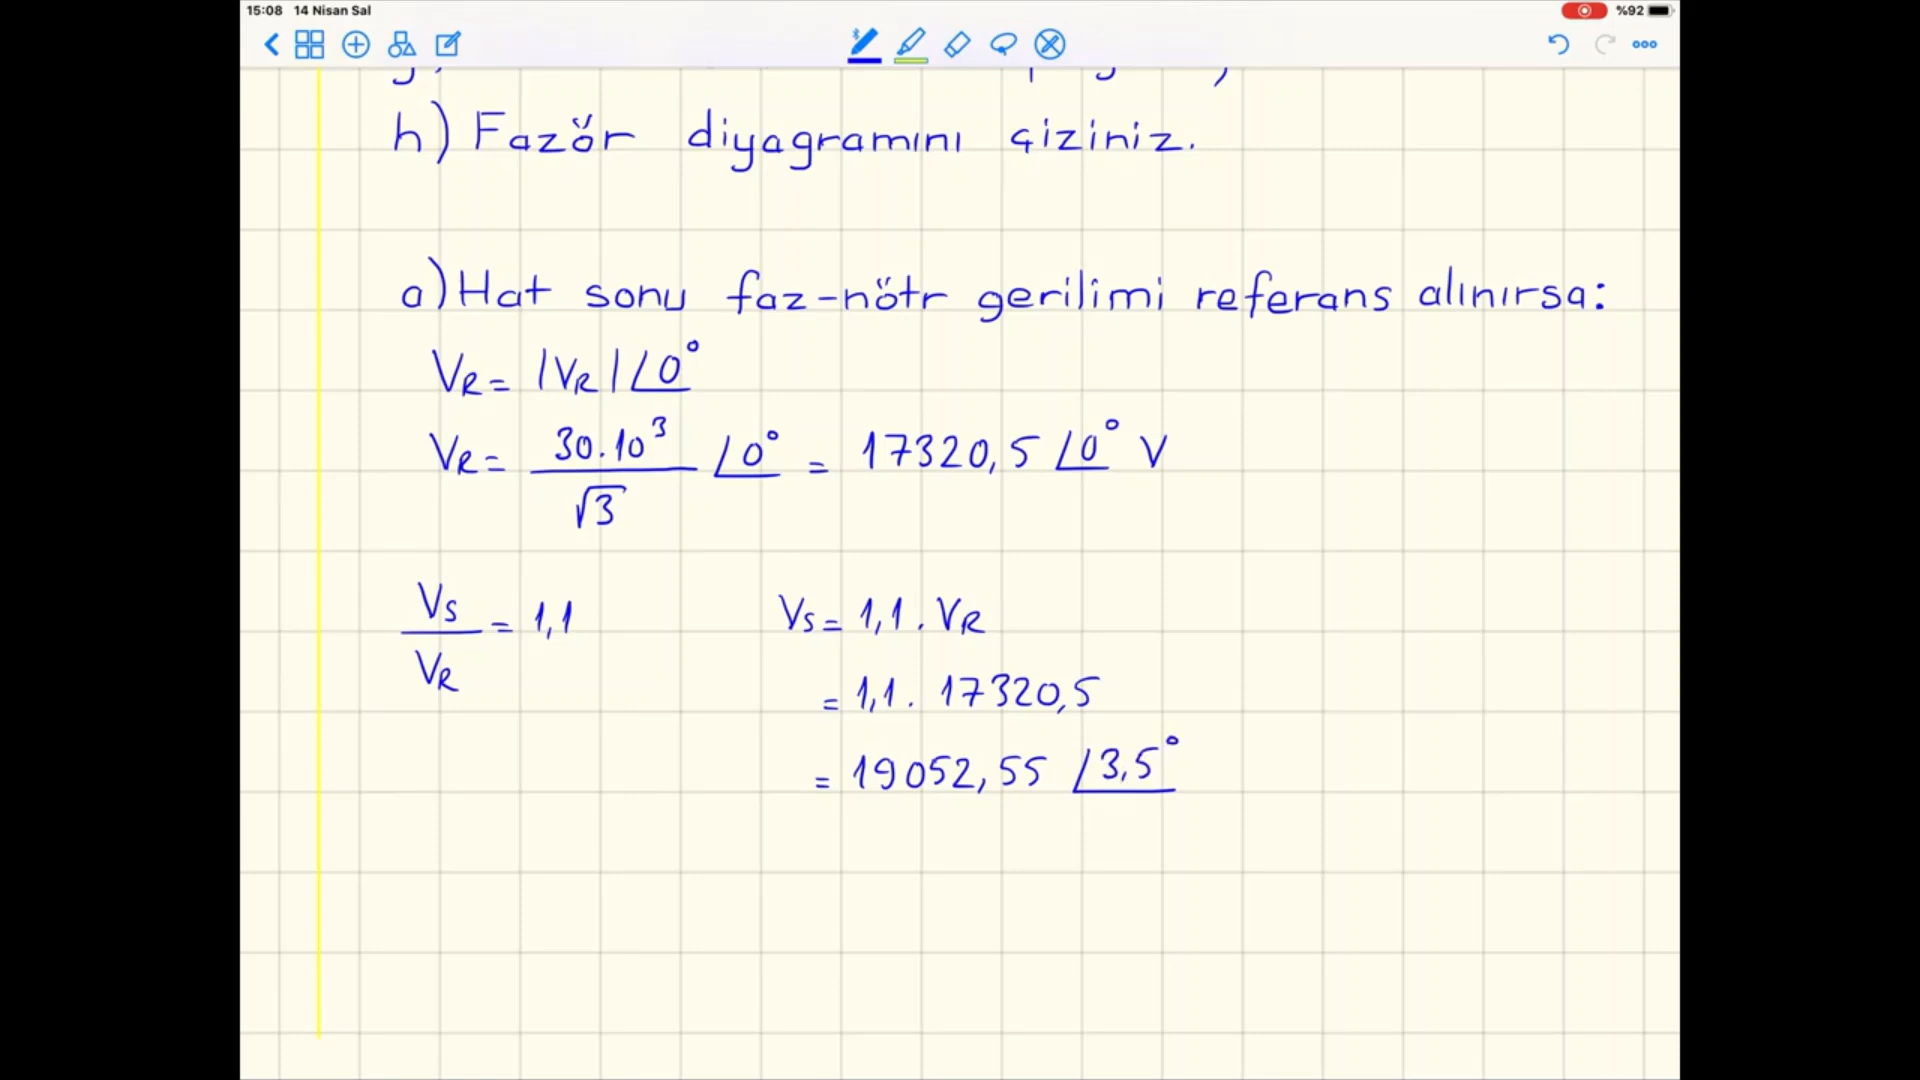 15:08 14 Nisan Sal
%92
h) Fazör diyagramını çiziniz.
a) Hat sonu faz-nötr gerilimi referans alınırsa:
VR = |VR| ∠0°
VR = 30.10³ / √3 ∠0° = 17320,5 ∠0° V
Vs / VR = 1,1
Vs = 1,1 . VR
= 1,1 . 17320,5
= 19052,55 ∠3,5°